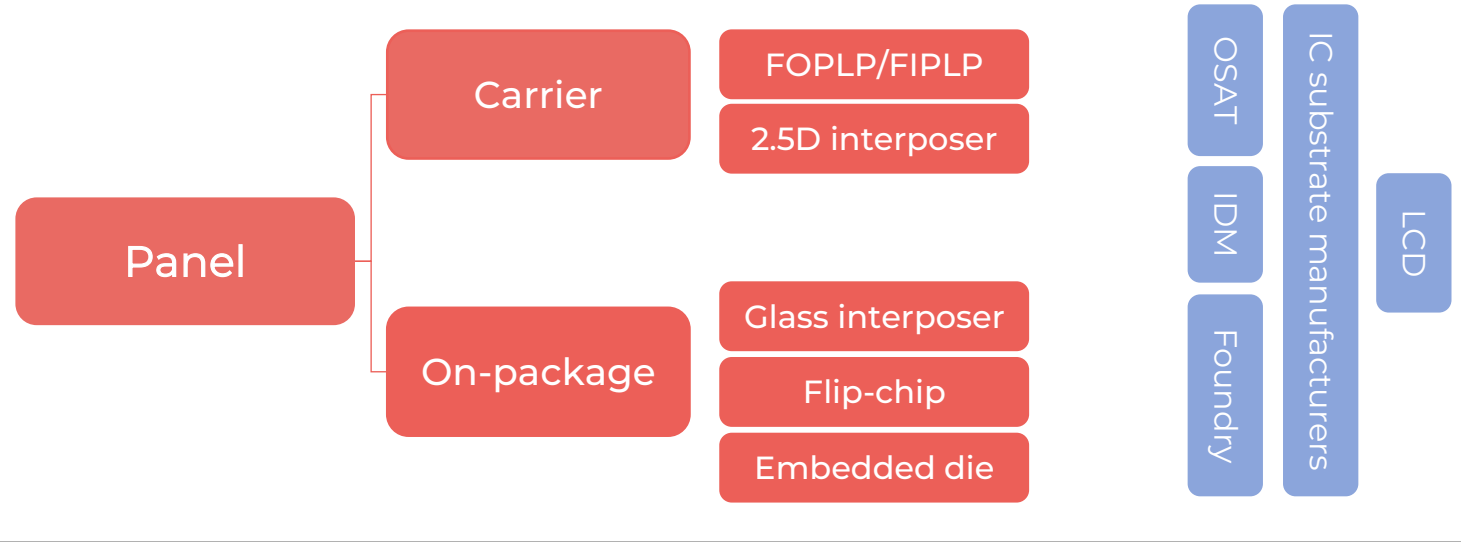 Panel
Carrier
On-package
FOPLP/FIPLP
2.5D interposer
Glass interposer
Flip-chip
Embedded die
OSAT
IDM
Foundry
IC substrate manufacturers
LCD